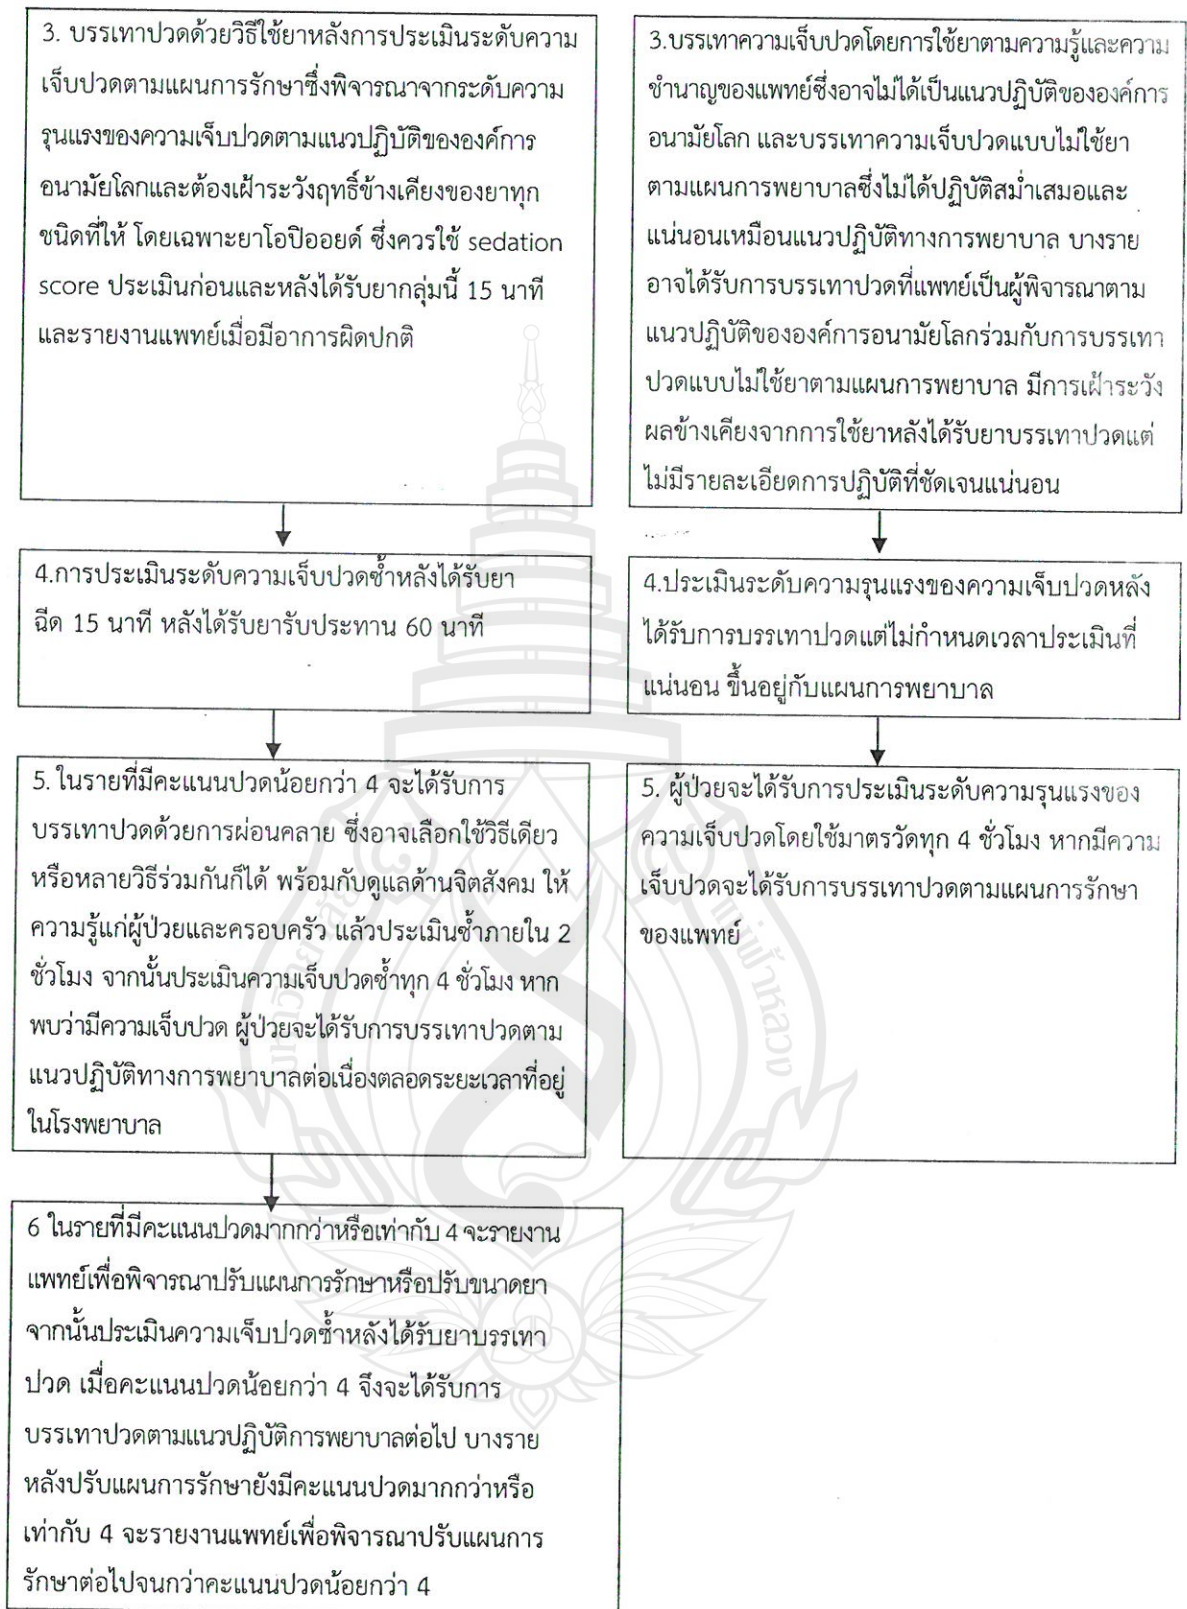 3. บรรเทาปวดด้วยวิธีใช้ยาหลังการประเมินระดับความ
เจ็บปวดตามแผนการรักษาซึ่งพิจารณาจากระดับความ
รุนแรงของความเจ็บปวดตามแนวปฏิบัติขององค์การ
อนามัยโลกและต้องเฝ้าระวังฤทธิ์ข้างเคียงของยาทุก
ชนิดที่ให้ โดยเฉพาะยาโอปิออยด์ ซึ่งควรใช้ sedation
score ประเมินก่อนและหลังได้รับยากลุ่มนี้ 15 นาที
และรายงานแพทย์เมื่อมีอาการผิดปกติ
4.การประเมินระดับความเจ็บปวดซ้ำหลังได้รับยา
ฉีด 15 นาที หลังได้รับยารับประทาน 60 นาที
5. ในรายที่มีคะแนนปวดน้อยกว่า 4 จะได้รับการ
บรรเทาปวดด้วยการผ่อนคลาย ซึ่งอาจเลือกใช้วิธีเดียว
หรือหลายวิธีร่วมกันก็ได้ พร้อมกับดูแลด้านจิตสังคม ให้
ความรู้แก่ผู้ป่วยและครอบครัว แล้วประเมินซ้ำภายใน 2
ชั่วโมง จากนั้นประเมินความเจ็บปวดซ้ำทุก 4 ชั่วโมง หาก
พบว่ามีความเจ็บปวด ผู้ป่วยจะได้รับการบรรเทาปวดตาม
แนวปฏิบัติทางการพยาบาลต่อเนื่องตลอดระยะเวลาที่อยู่
ในโรงพยาบาล
6 ในรายที่มีคะแนนปวดมากกว่าหรือเท่ากับ 4 จะรายงาน
แพทย์เพื่อพิจารณาปรับแผนการรักษาหรือปรับขนาดยา
จากนั้นประเมินความเจ็บปวดซ้ำหลังได้รับยาบรรเทา
ปวด เมื่อคะแนนปวดน้อยกว่า 4 จึงจะได้รับการ
บรรเทาปวดตามแนวปฏิบัติการพยาบาลต่อไป บางราย
หลังปรับแผนการรักษายังมีคะแนนปวดมากกว่าหรือ
เท่ากับ 4 จะรายงานแพทย์เพื่อพิจารณาปรับแผนการ
รักษาต่อไปจนกว่าคะแนนปวดน้อยกว่า 4
3.บรรเทาความเจ็บปวดโดยการใช้ยาตามความรู้และความ
ชำนาญของแพทย์ซึ่งอาจไม่ได้เป็นแนวปฏิบัติขององค์การ
อนามัยโลก และบรรเทาความเจ็บปวดแบบไม่ใช้ยา
ตามแผนการพยาบาลซึ่งไม่ได้ปฏิบัติสม่ำเสมอและ
แน่นอนเหมือนแนวปฏิบัติทางการพยาบาล บางราย
อาจได้รับการบรรเทาปวดที่แพทย์เป็นผู้พิจารณาตาม
แนวปฏิบัติขององค์การอนามัยโลกร่วมกับการบรรเทา
ปวดแบบไม่ใช้ยาตามแผนการพยาบาล มีการเฝ้าระวัง
ผลข้างเคียงจากการใช้ยาหลังได้รับยาบรรเทาปวดแต่
ไม่มีรายละเอียดการปฏิบัติที่ชัดเจนแน่นอน
4.ประเมินระดับความรุนแรงของความเจ็บปวดหลัง
ได้รับการบรรเทาปวดแต่ไม่กำหนดเวลาประเมินที่
แน่นอน ขึ้นอยู่กับแผนการพยาบาล
5. ผู้ป่วยจะได้รับการประเมินระดับความรุนแรงของ
ความเจ็บปวดโดยใช้มาตรวัดทุก 4 ชั่วโมง หากมีความ
เจ็บปวดจะได้รับการบรรเทาปวดตามแผนการรักษา
ของแพทย์